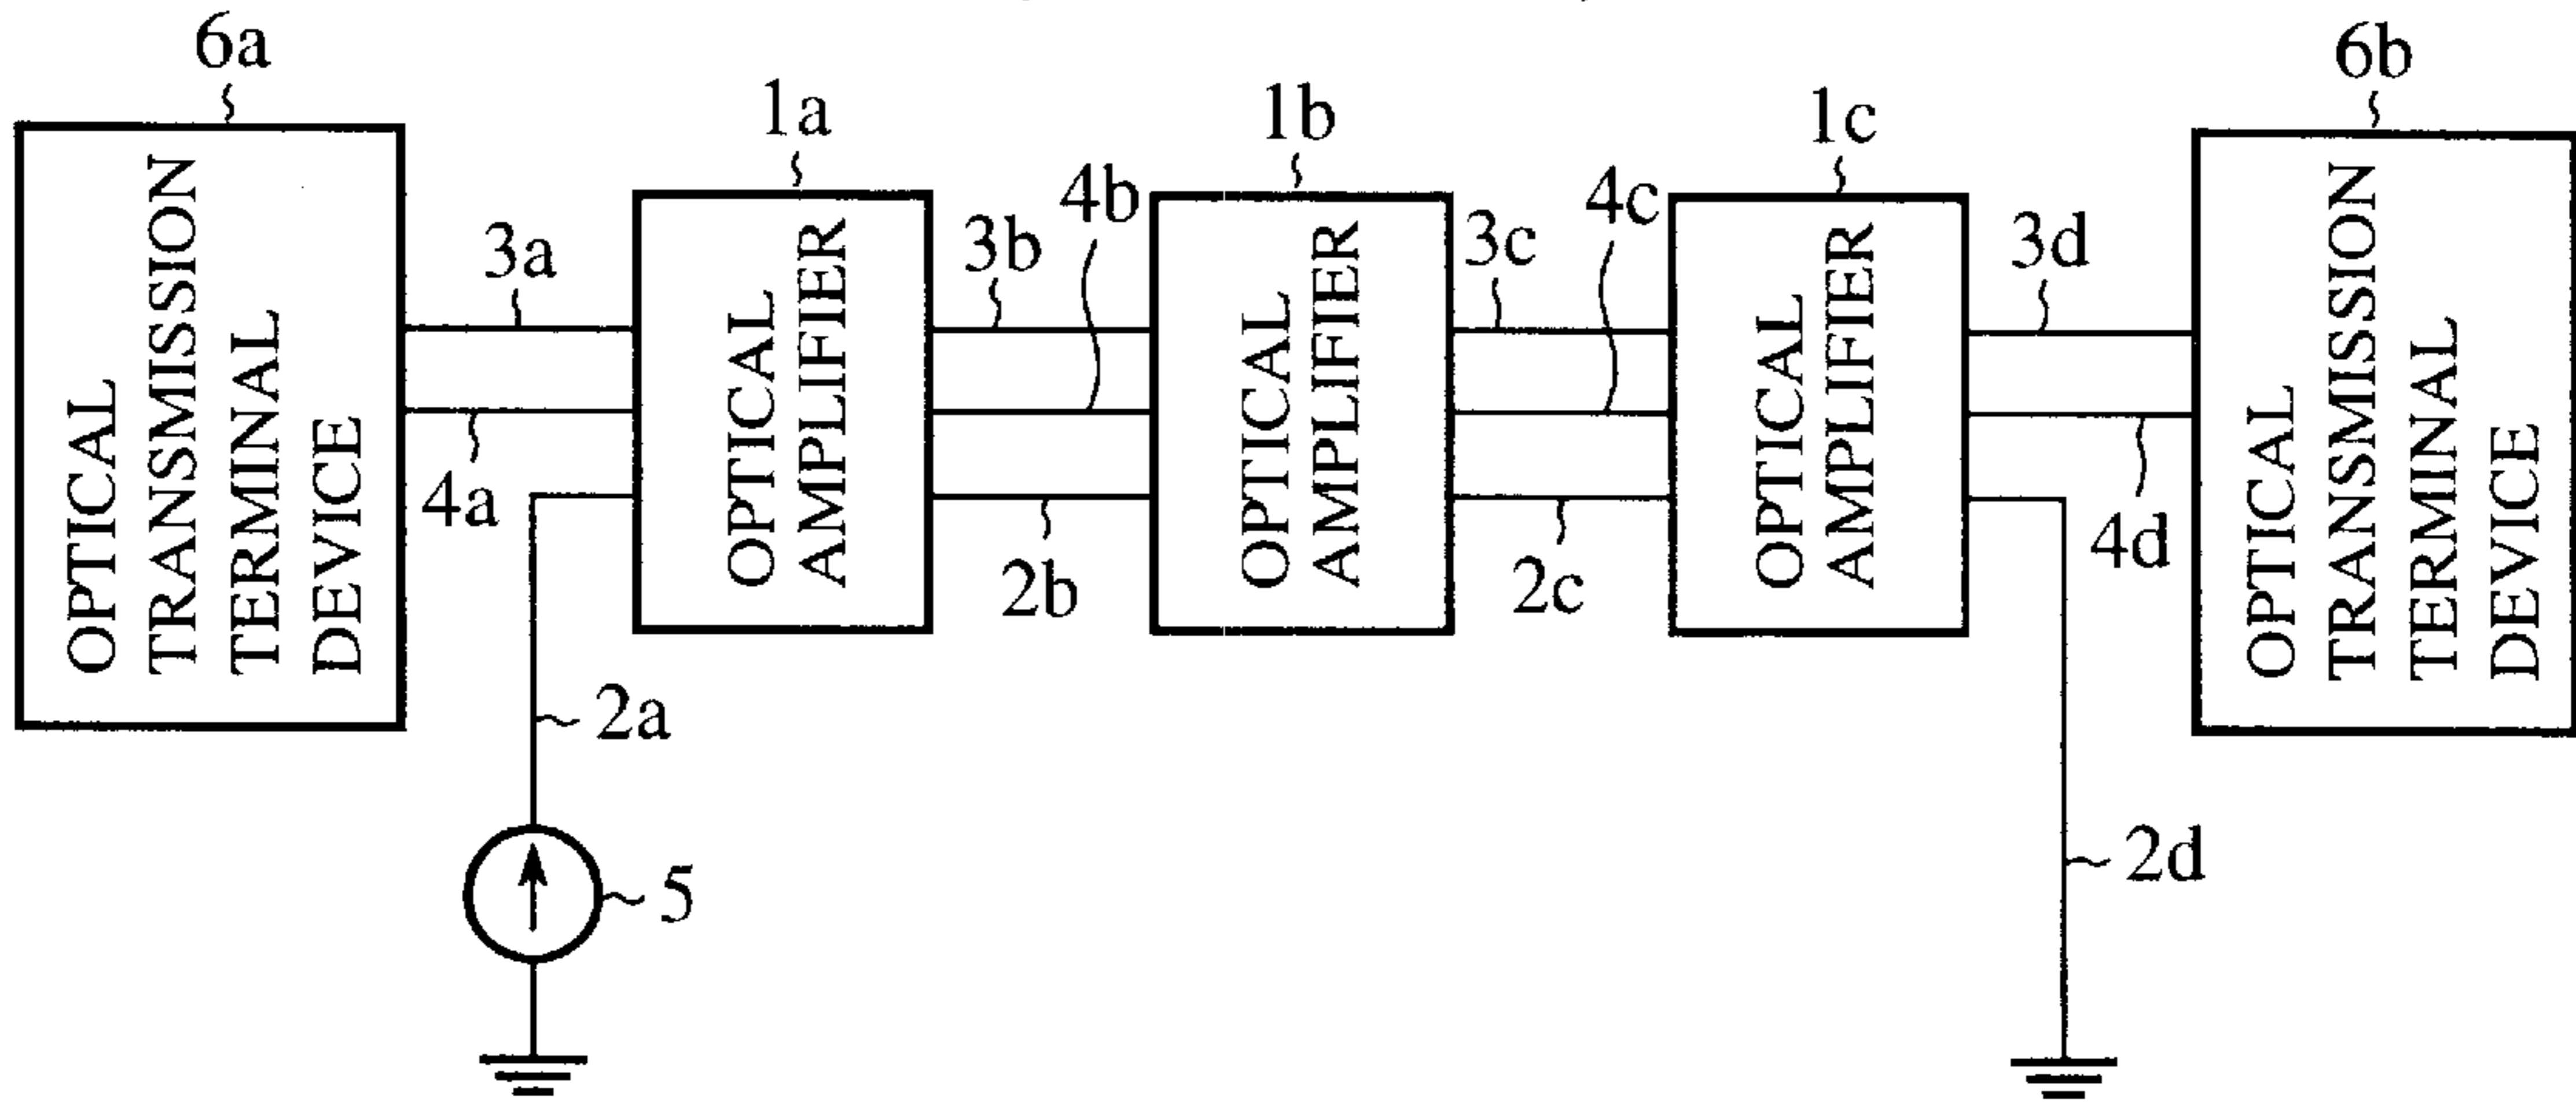 6a
6b
1a
1b
1c
4b
4c
3a
3b
3c
3d
OPTICAL
TRANSMISSION
TERMINAL
DEVICE
OPTICAL
AMPLIFIER
OPTICAL
AMPLIFIER
OPTICAL
AMPLIFIER
OPTICAL
TRANSMISSION
TERMINAL
DEVICE
4a
4d
2b
2c
2a
2d
5